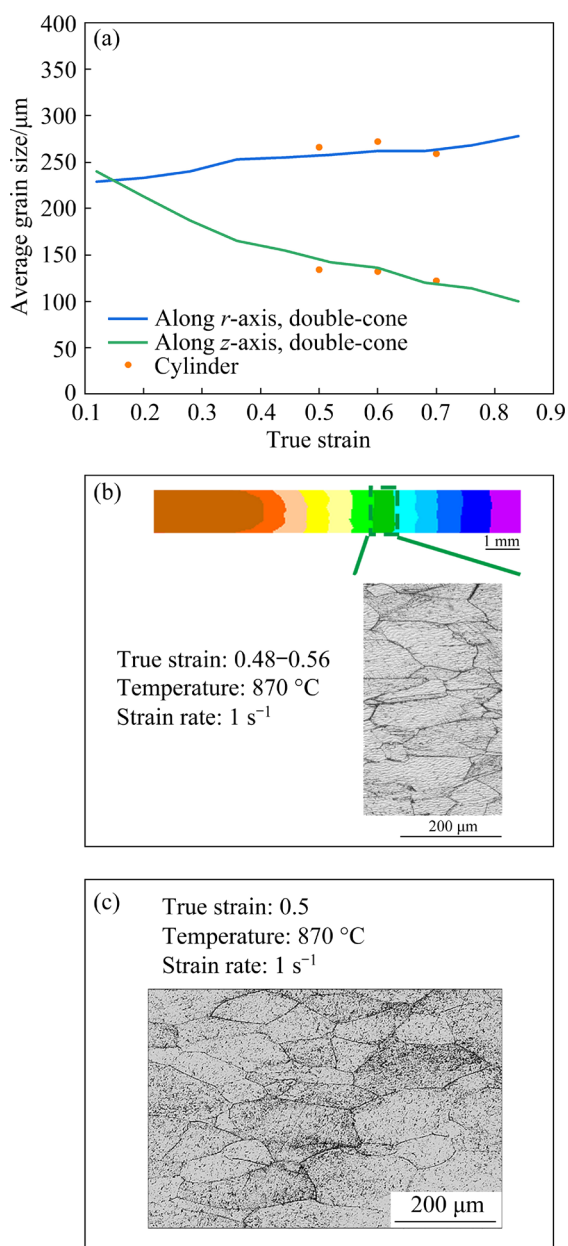 (a)
400
350
300
250
200
150
100
50
0
Average grain size/μm
Along r-axis, double-cone
Along z-axis, double-cone
Cylinder
0.1 0.2 0.3 0.4 0.5 0.6 0.7 0.8 0.9
True strain
(b)
1 mm
True strain: 0.48−0.56
Temperature: 870 °C
Strain rate: 1 s⁻¹
200 μm
(c)
True strain: 0.5
Temperature: 870 °C
Strain rate: 1 s⁻¹
200 μm